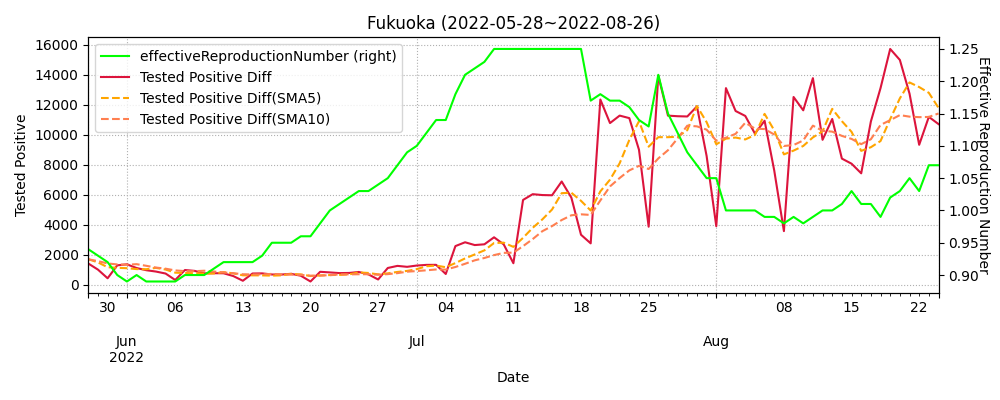 Fukuoka (2022-05-28~2022-08-26)
effectiveReproductionNumber (right)
Tested Positive Diff
Tested Positive Diff(SMA5)
Tested Positive Diff(SMA10)
Tested Positive
16000
14000
12000
10000
8000
6000
4000
2000
0
1.25
1.20
1.15
1.10
1.05
1.00
0.95
0.90
Effective Reproduction Number
30 06 13 20 27 04 11 18 25 08 15 22
Jun Jul Aug
2022
Date